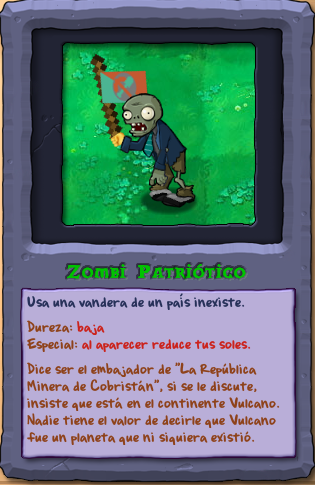 Zombi Patriótico
Usa una vandera de un país inexiste.
Dureza: baja
Especial: al aparecer reduce tus soles.
Dice ser el embajador de "La República
Minera de Cobristán", si se le discute,
insiste que está en el continente Vulcano.
Nadie tiene el valor de decirle que Vulcano
fue un planeta que ni siquiera existió.